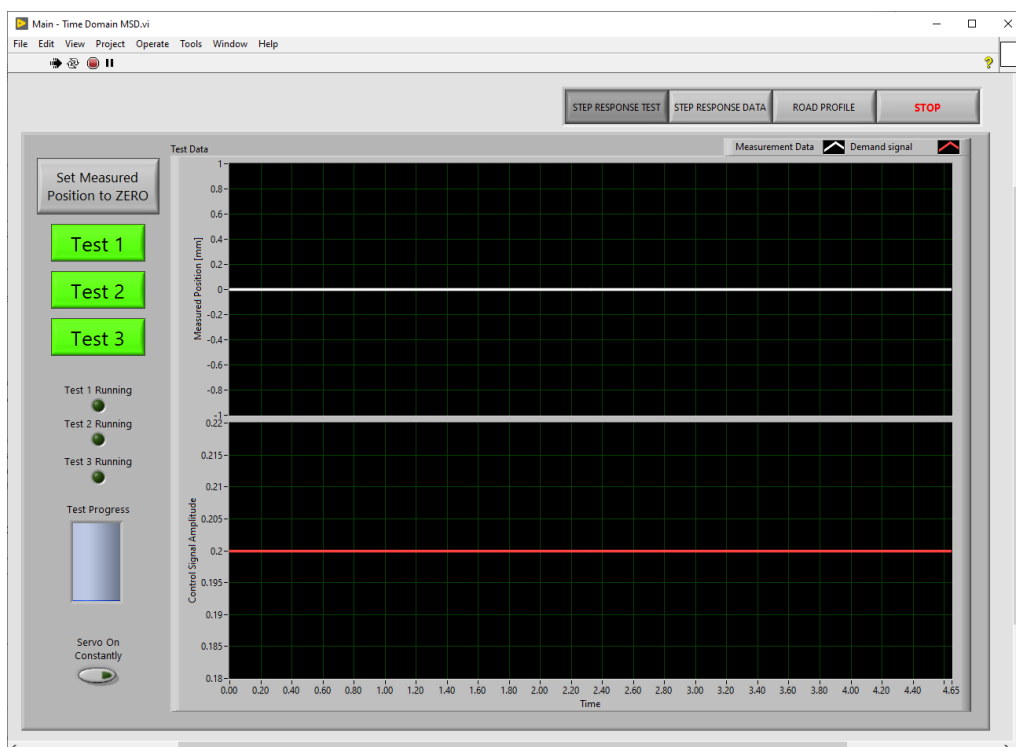 Main - Time Domain MSD.vi
File Edit View Project Operate Tools Window Help
STEP RESPONSE TEST STEP RESPONSE DATA ROAD PROFILE STOP
Test Data
Measurement Data Demand signal
Set Measured
Position to ZERO
Test 1
Test 2
Test 3
Test 1 Running
Test 2 Running
Test 3 Running
Test Progress
Servo On
Constantly
Measured Position [mm]
1
0.8
0.6
0.4
0.2
0
-0.2
-0.4
-0.6
-0.8
-1
Control Signal Amplitude
0.22
0.215
0.21
0.205
0.2
0.195
0.19
0.185
0.18
0.00 0.20 0.40 0.60 0.80 1.00 1.20 1.40 1.60 1.80 2.00 2.20 2.40 2.60 2.80 3.00 3.20 3.40 3.60 3.80 4.00 4.20 4.40 4.65
Time